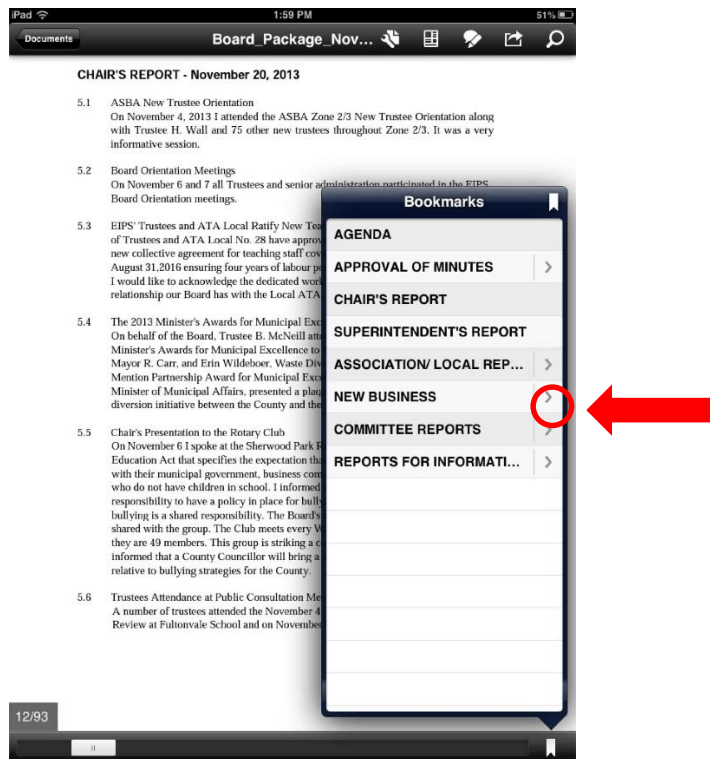 iPad 1:59 PM 51%
Documents Board_Package_Nov...
CHAIR'S REPORT - November 20, 2013
5.1 ASBA New Trustee Orientation
On November 4, 2013 I attended the ASBA Zone 2/3 New Trustee Orientation along
with Trustee H. Wall and 75 other new trustees throughout Zone 2/3. It was a very
informative session.
5.2 Board Orientation Meetings
On November 6 and 7 all Trustees and senior administration participated in the EIPS
Board Orientation meetings.
5.3 EIPS' Trustees and ATA Local Ratify New Tea
of Trustees and ATA Local No. 28 have approv
new collective agreement for teaching staff cov
August 31,2016 ensuring four years of labour pe
I would like to acknowledge the dedicated wor
relationship our Board has with the Local ATA
5.4 The 2013 Minister's Awards for Municipal Exc
On behalf of the Board, Trustee B. McNeill att
Minister's Awards for Municipal Excellence to
Mayor R. Carr, and Erin Wildeboer, Waste Div
Mention Partnership Award for Municipal Exc
Minister of Municipal Affairs, presented a plaq
diversion initiative between the County and the
5.5 Chair's Presentation to the Rotary Club
On November 6 I spoke at the Sherwood Park R
Education Act that specifies the expectation tha
with their municipal government, business com
who do not have children in school. I informed
responsibility to have a policy in place for bully
bullying is a shared responsibility. The Board's
shared with the group. The Club meets every W
they are 49 members. This group is striking a c
informed that a County Councillor will bring a
relative to bullying strategies for the County.
5.6 Trustees Attendance at Public Consultation Me
A number of trustees attended the November 4
Review at Fultonvale School and on November
Bookmarks
AGENDA
APPROVAL OF MINUTES
CHAIR'S REPORT
SUPERINTENDENT'S REPORT
ASSOCIATION/ LOCAL REP...
NEW BUSINESS
COMMITTEE REPORTS
REPORTS FOR INFORMATI...
12/93